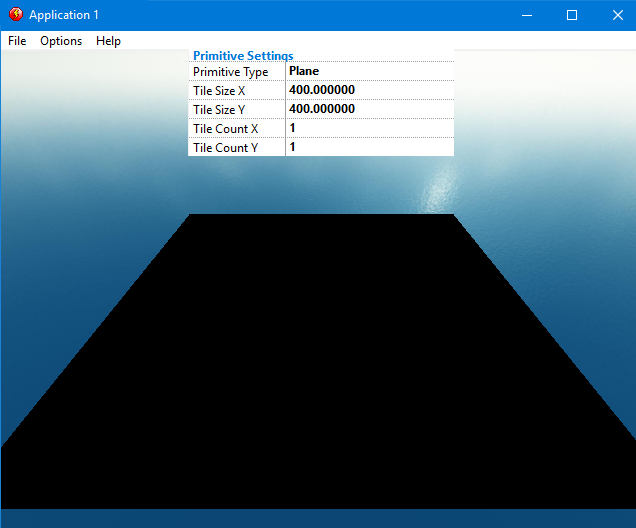 Application 1
File Options Help
Primitive Settings
Primitive Type Plane
Tile Size X 400.000000
Tile Size Y 400.000000
Tile Count X 1
Tile Count Y 1